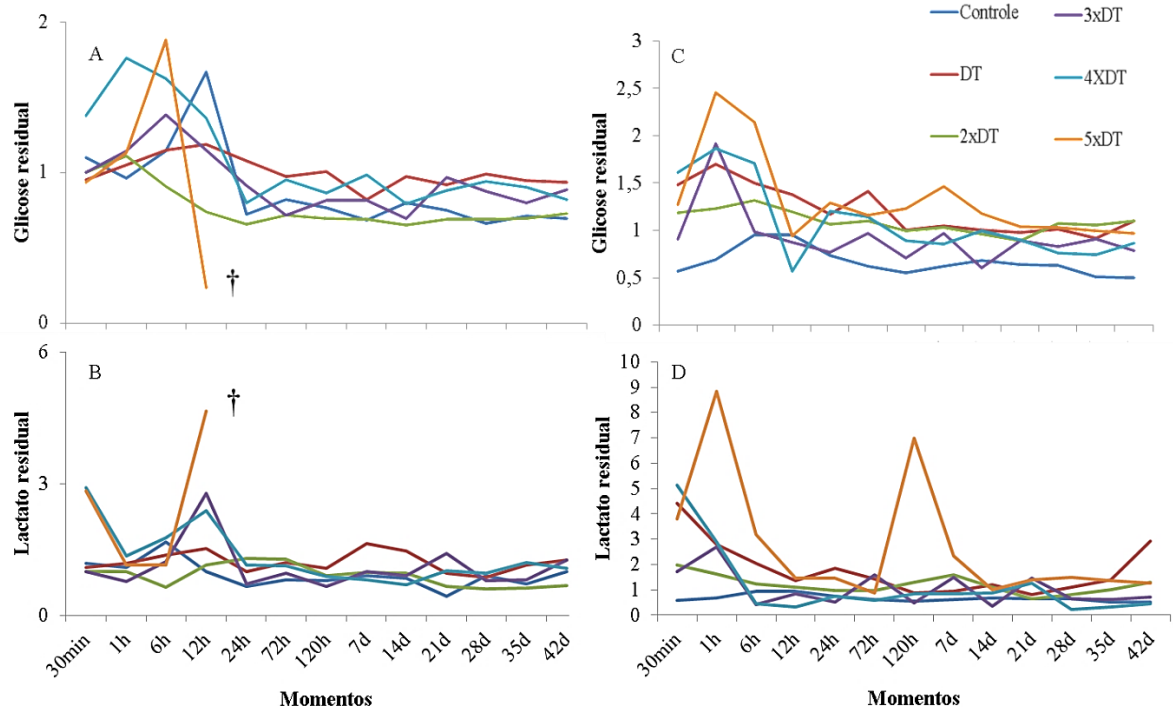 Controle
3xDT
DT
4XDT
2xDT
5xDT
A
Glicose residual
2
1
0
†
C
Glicose residual
3
2,5
2
1,5
1
0,5
0
B
Lactato residual
6
3
0
†
30min
1h
6h
12h
24h
72h
120h
7d
14d
21d
28d
35d
42d
Momentos
D
Lactato residual
10
9
8
7
6
5
4
3
2
1
0
30min
1h
6h
12h
24h
72h
120h
7d
14d
21d
28d
35d
42d
Momentos